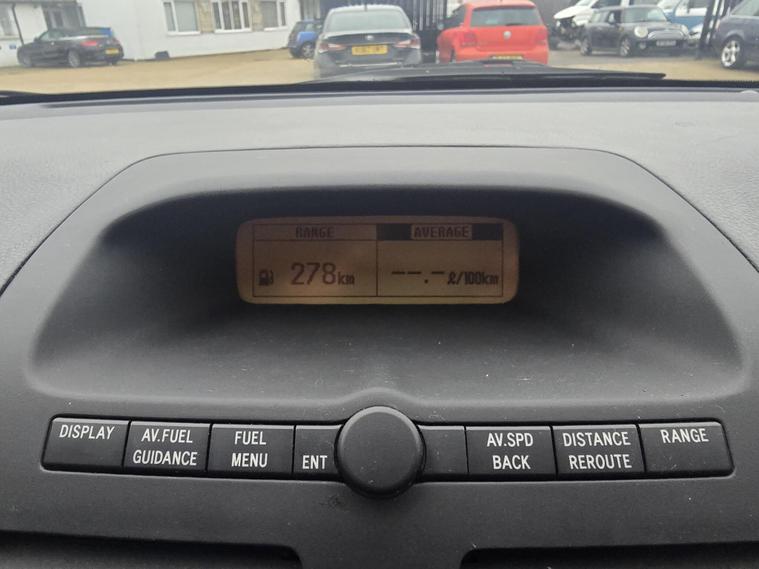 RANGE AVERAGE
278km --.-ℓ/100km
DISPLAY AV.FUEL FUEL AV.SPD DISTANCE RANGE
GUIDANCE MENU ENT BACK REROUTE